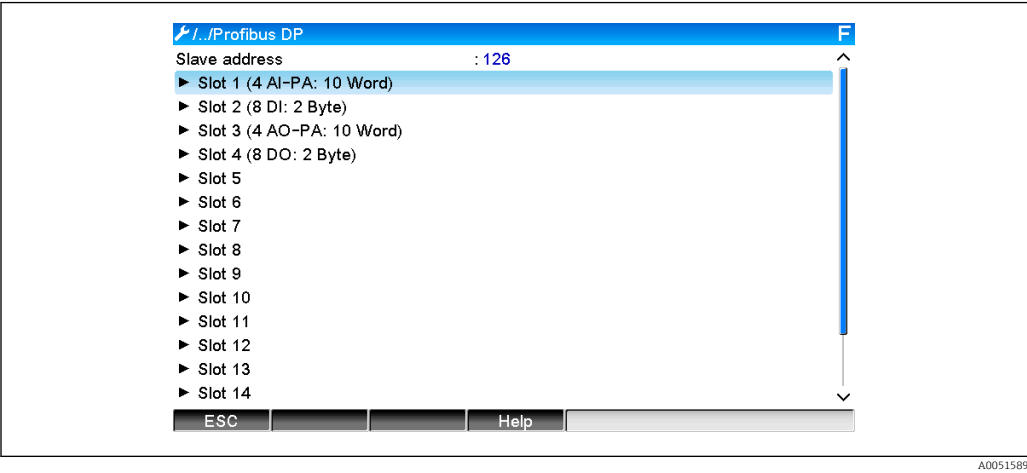 /../Profibus DP F
Slave address : 126
► Slot 1 (4 AI-PA: 10 Word)
► Slot 2 (8 DI: 2 Byte)
► Slot 3 (4 AO-PA: 10 Word)
► Slot 4 (8 DO: 2 Byte)
► Slot 5
► Slot 6
► Slot 7
► Slot 8
► Slot 9
► Slot 10
► Slot 11
► Slot 12
► Slot 13
► Slot 14
ESC Help
A0051589